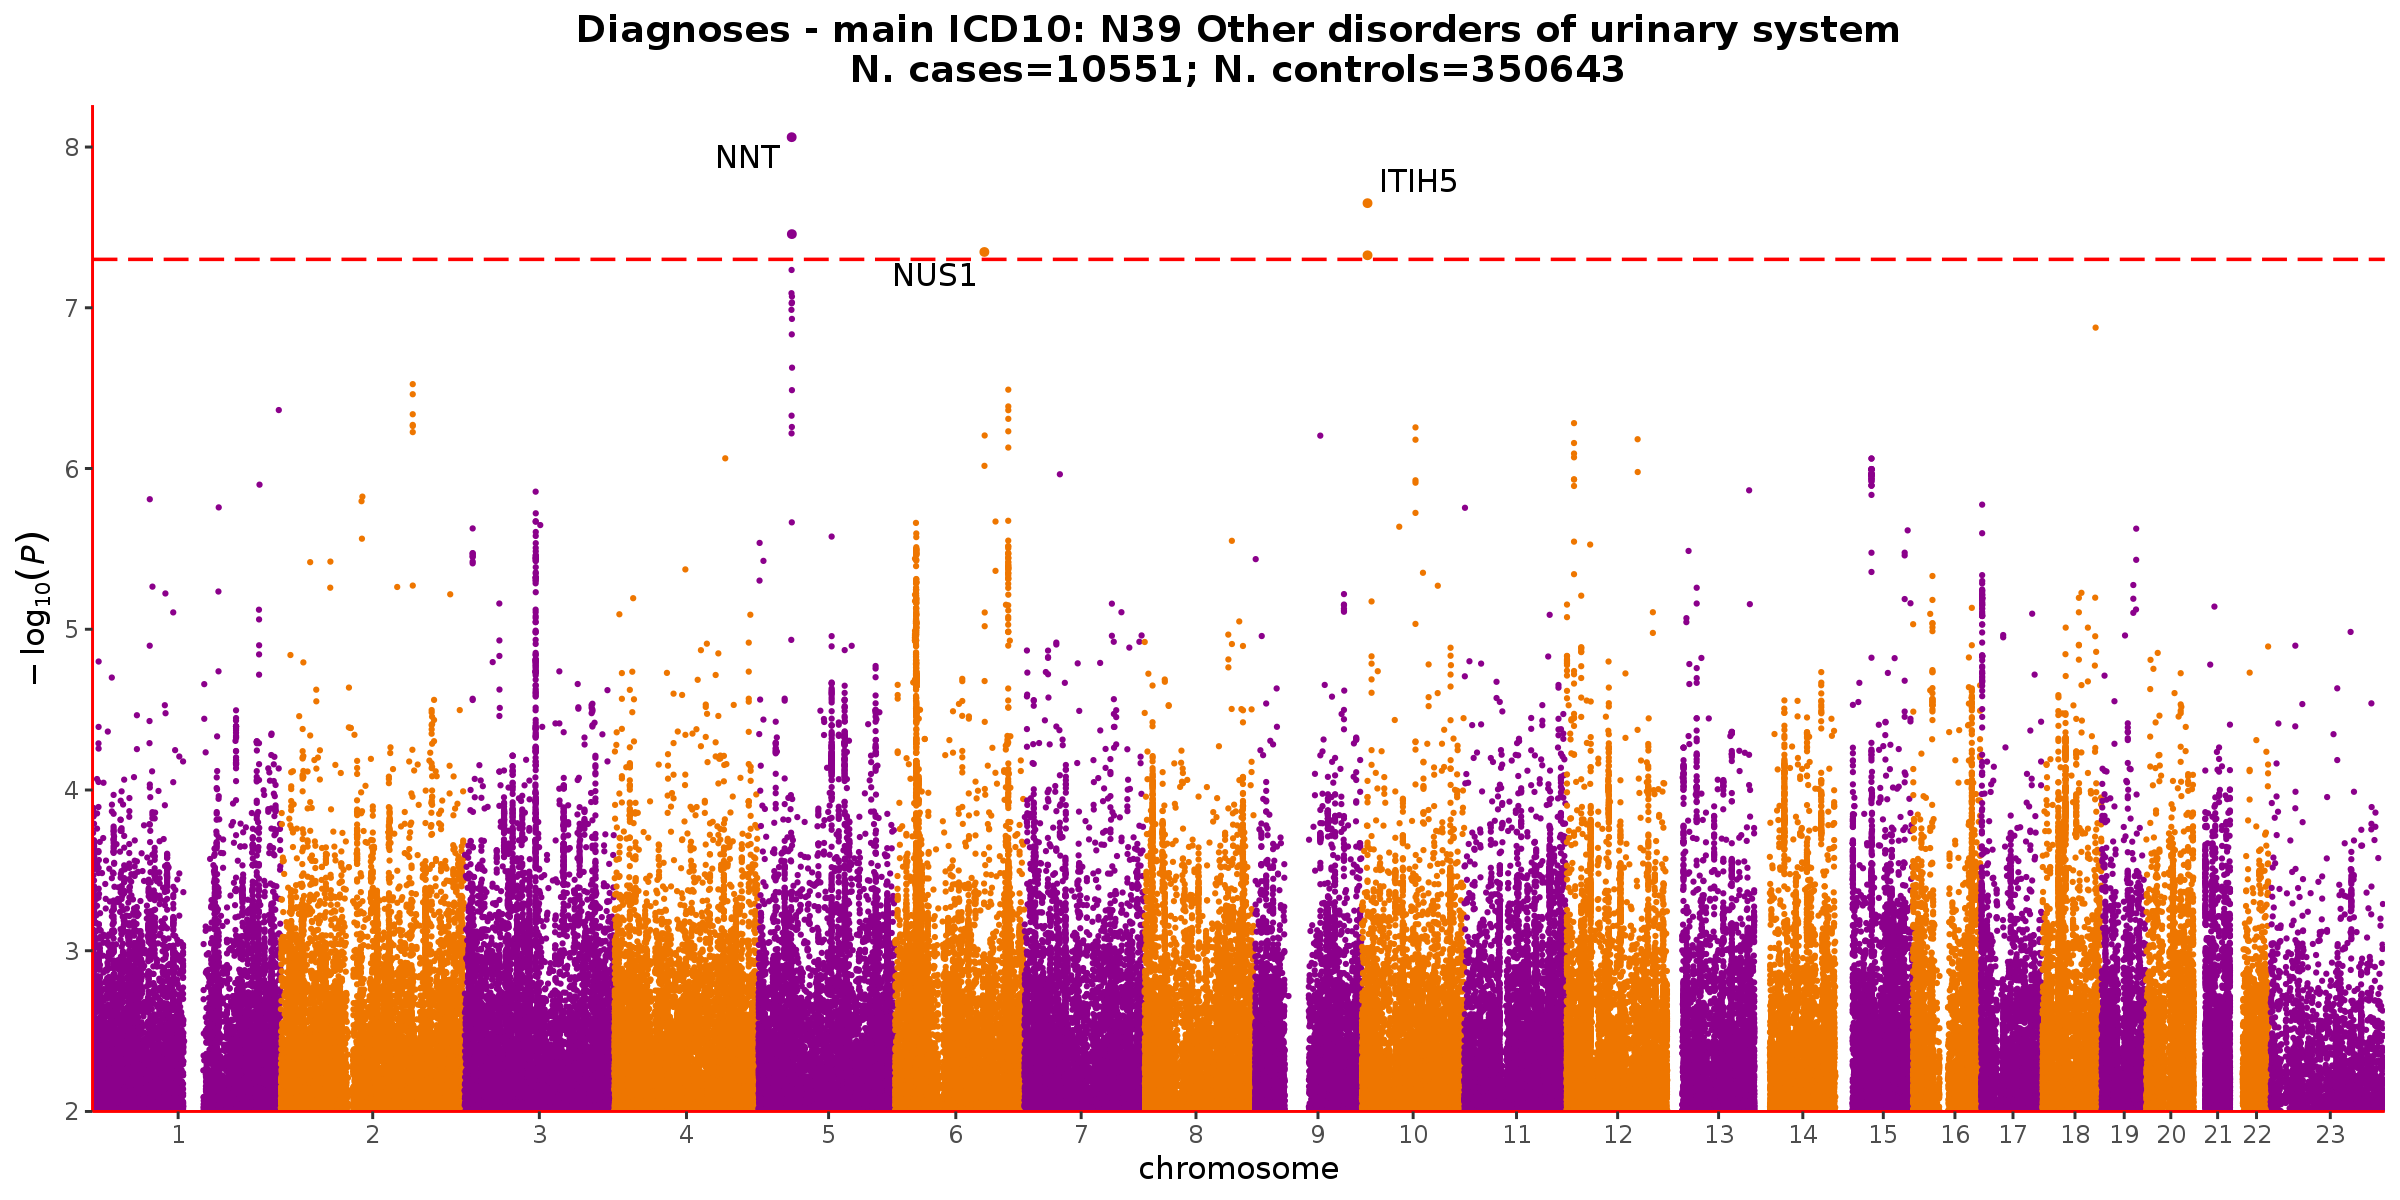 Diagnoses - main ICD10: N39 Other disorders of urinary system
N. cases=10551; N. controls=350643
8
7
6
5
4
3
2
−log₁₀(P)
NNT
ITIH5
NUS1
1 2 3 4 5 6 7 8 9 10 11 12 13 14 15 16 17 18 19 20 21 22 23
chromosome